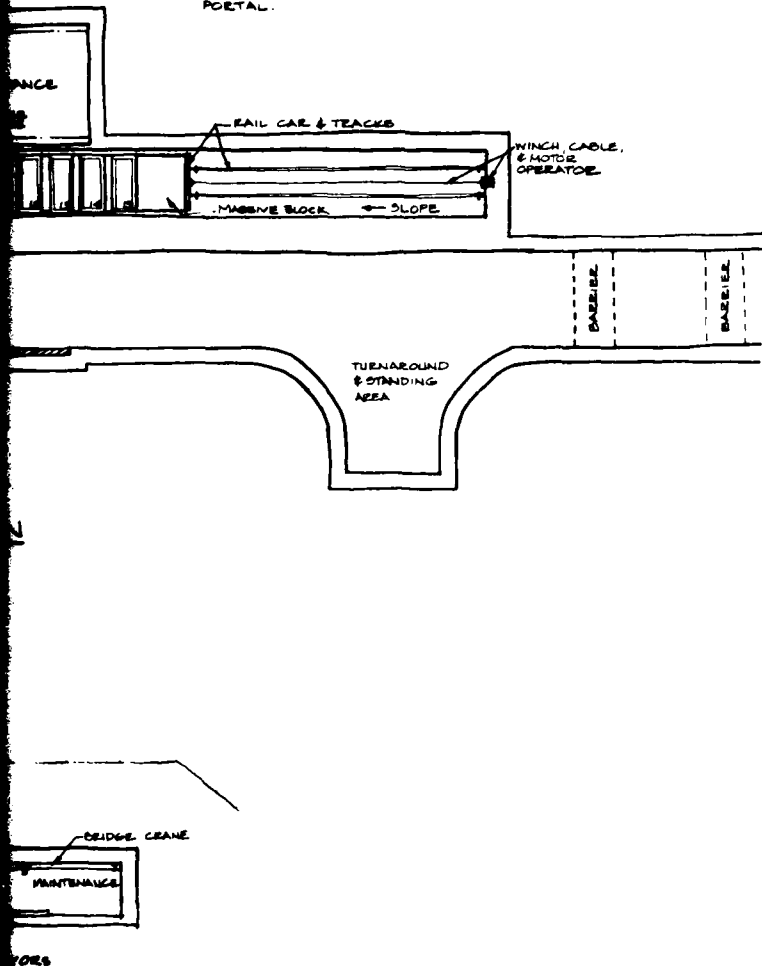 PORTAL.
ANCE
RAIL CAR & TRACKS
WINCH, CABLE,
& MOTOR
OPERATOR
MASSIVE BLOCK
← SLOPE
BARRIER
BARRIER
TURNAROUND
& STANDING
AREA
BRIDGE CRANE
MAINTENANCE
TORS